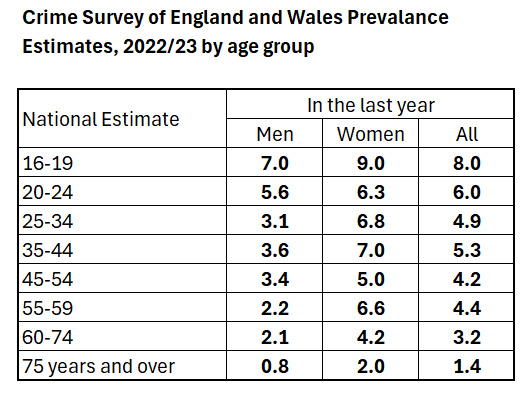 Crime Survey of England and Wales Prevalance
Estimates, 2022/23 by age group
National Estimate In the last year
Men Women All
16-19 7.0 9.0 8.0
20-24 5.6 6.3 6.0
25-34 3.1 6.8 4.9
35-44 3.6 7.0 5.3
45-54 3.4 5.0 4.2
55-59 2.2 6.6 4.4
60-74 2.1 4.2 3.2
75 years and over 0.8 2.0 1.4